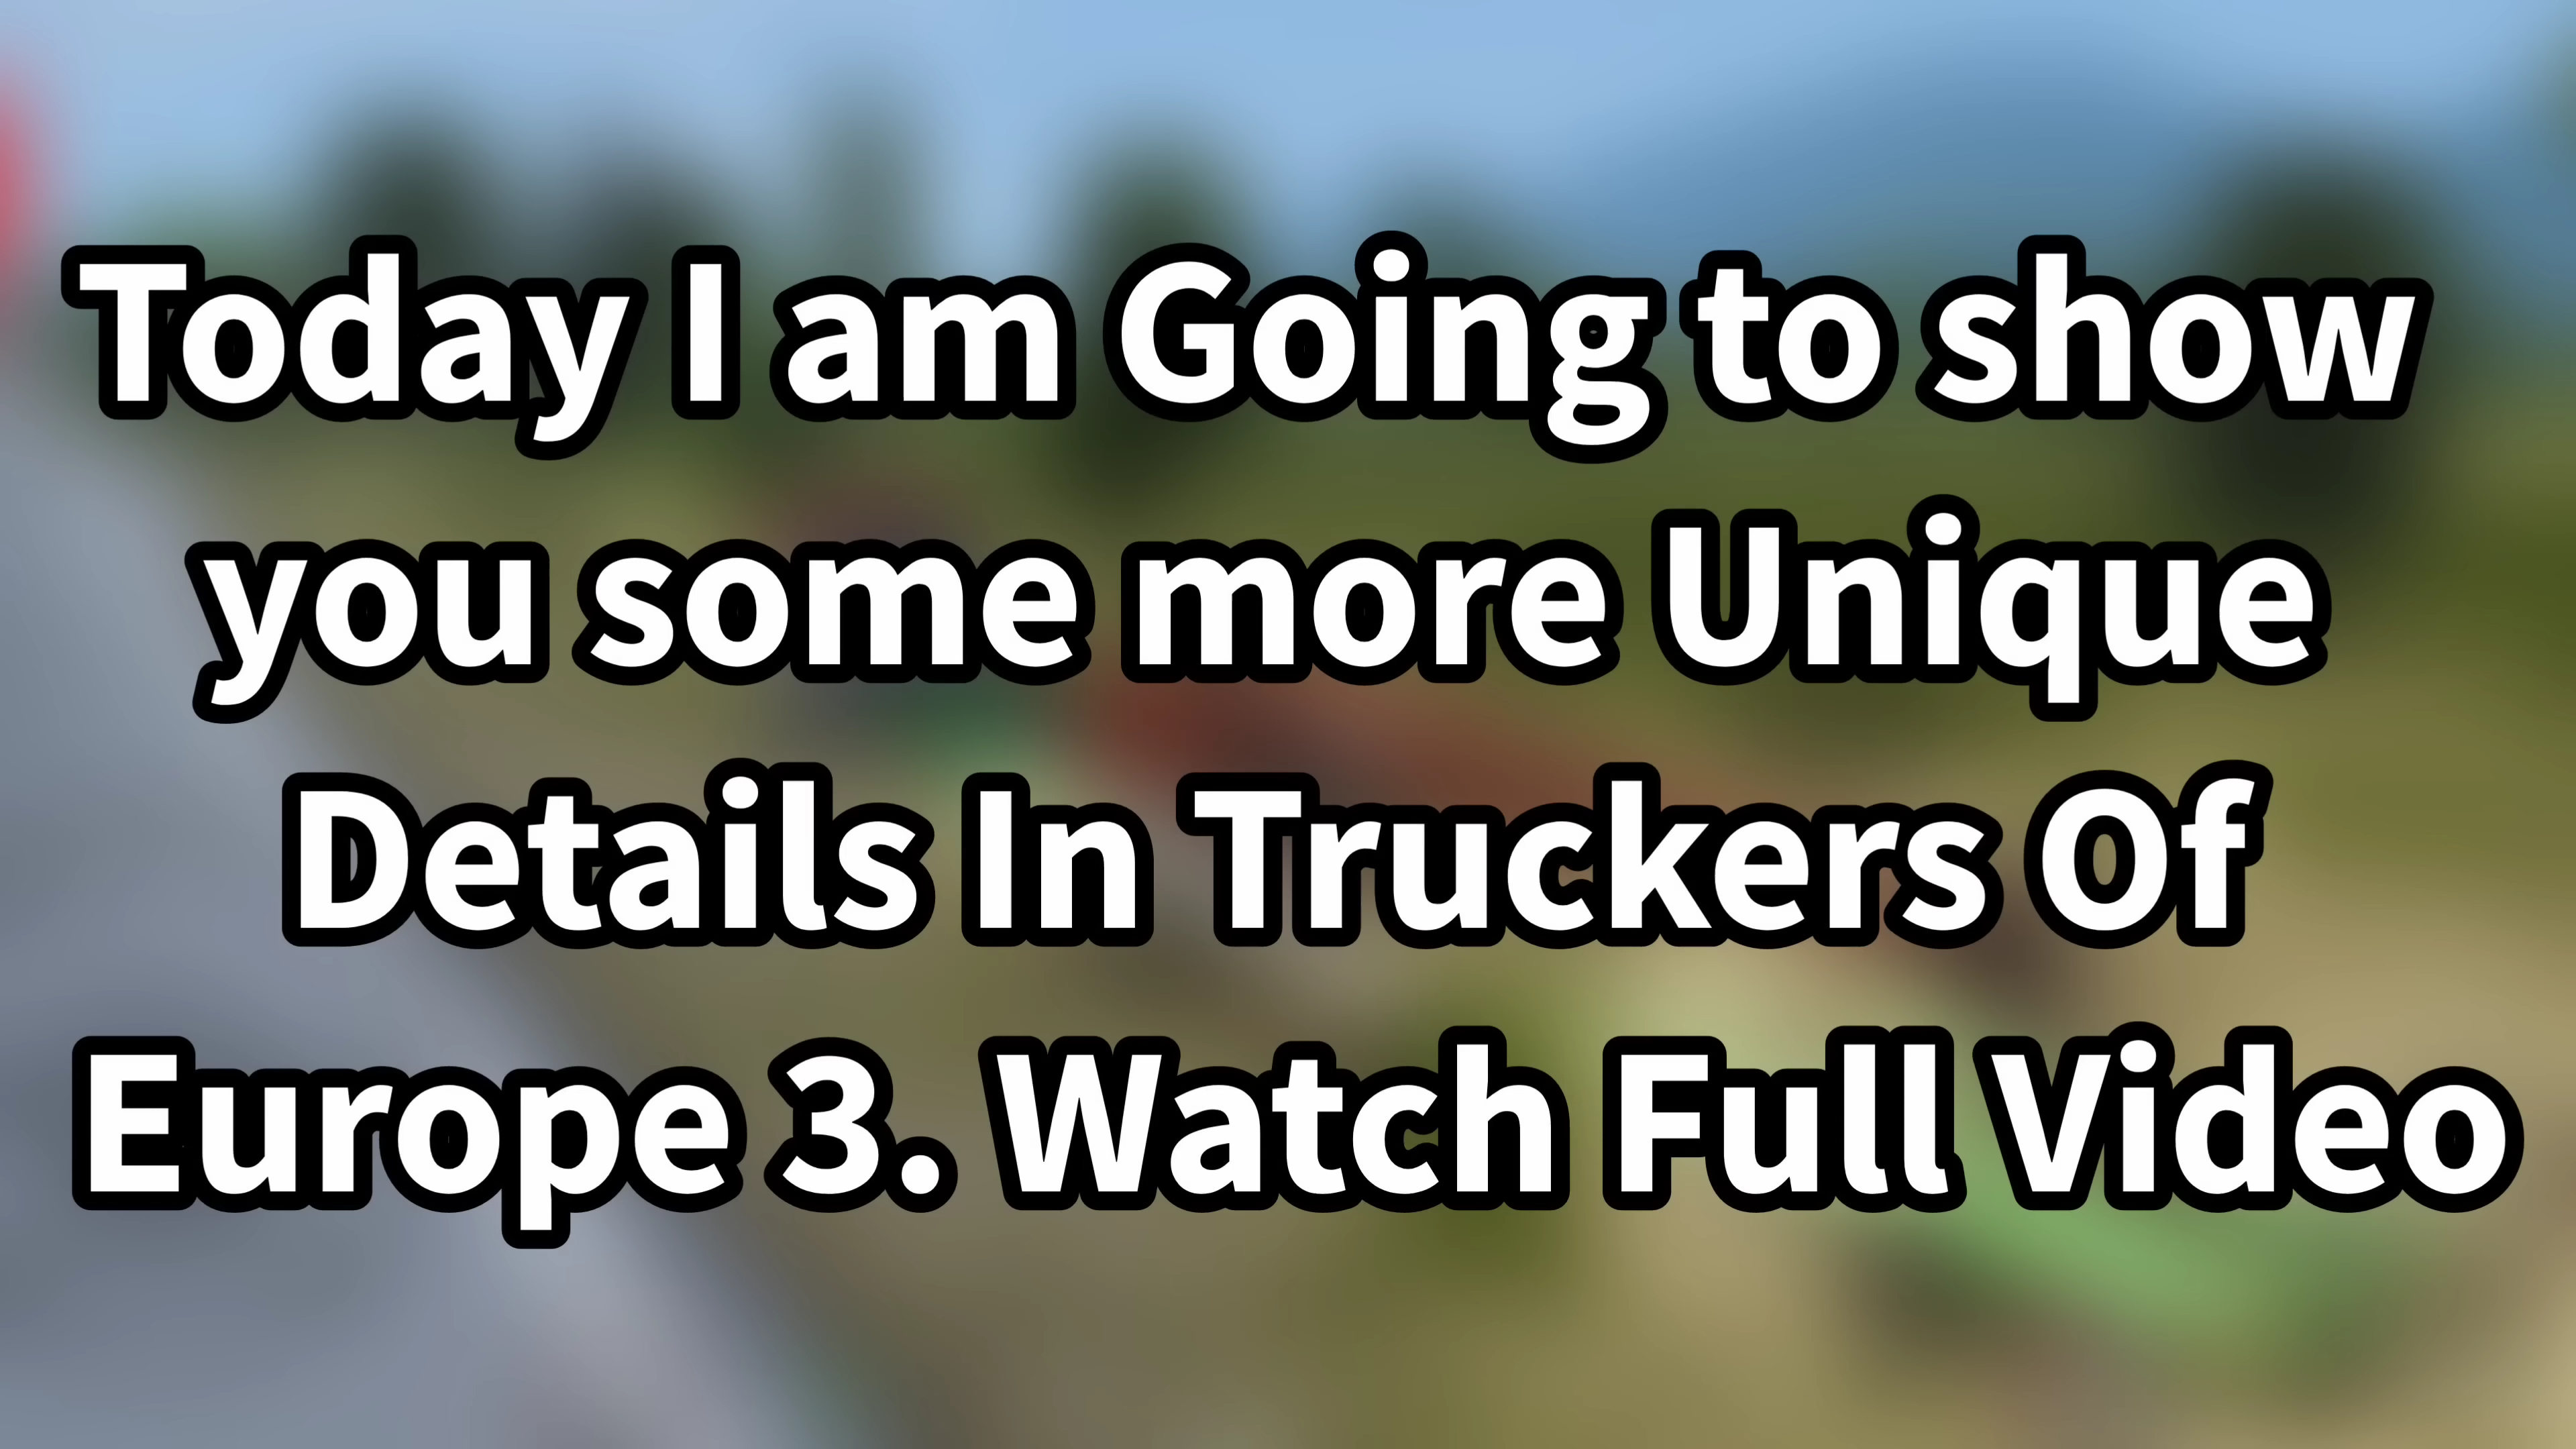 Today I am Going to show
you some more Unique
Details In Truckers Of
Europe 3. Watch Full Video